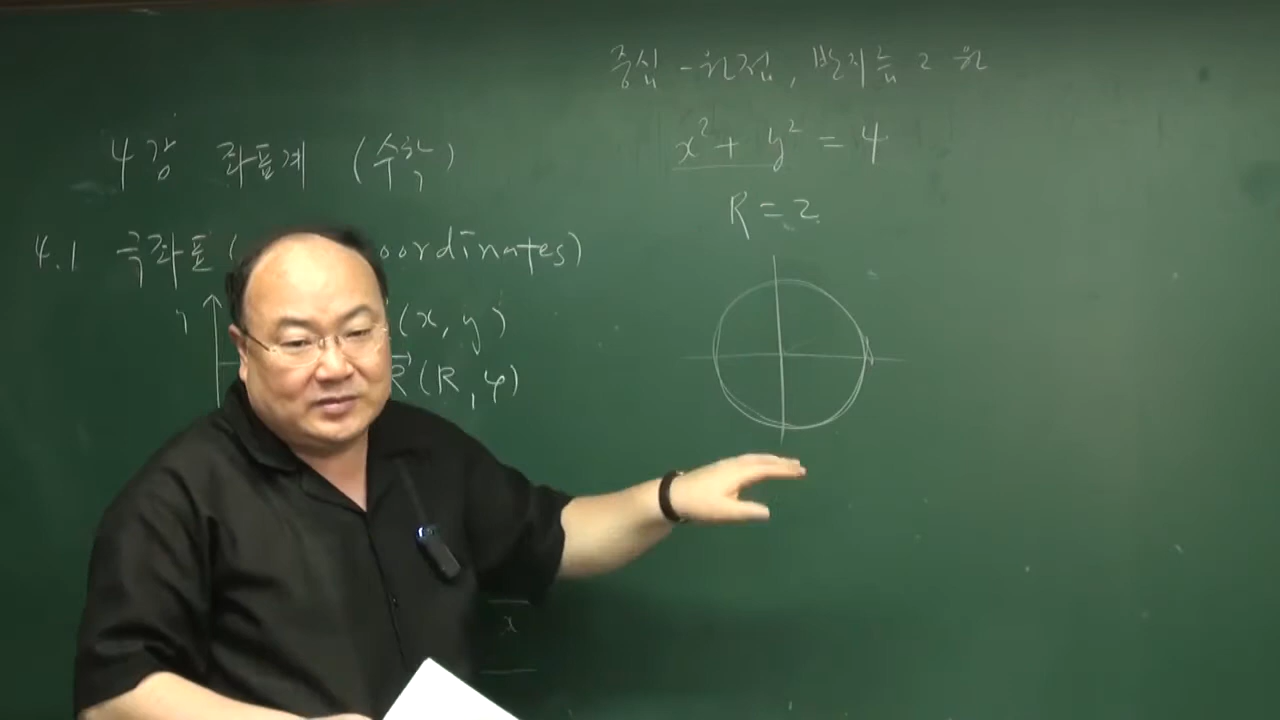 4강 좌표계 (수학)
4.1 극좌표 ( oordinates)
(x, y)
R⃗ (R, φ)
x
중심 - 원점, 반지름 2 원
x² + y² = 4
R = 2